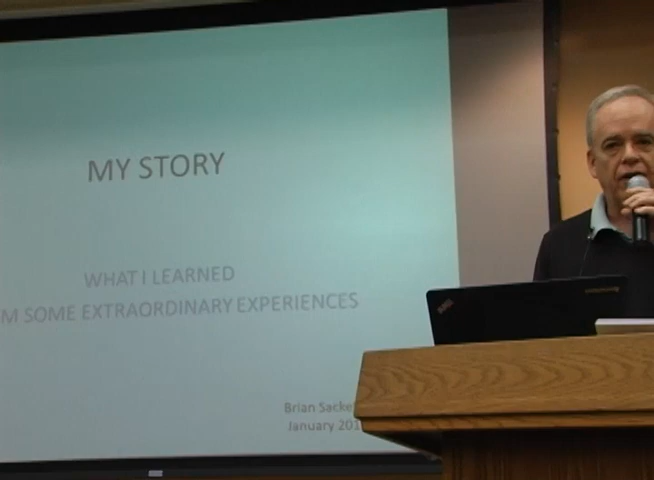 MY STORY
WHAT I LEARNED
M SOME EXTRAORDINARY EXPERIENCES
Brian Sacke
January 201